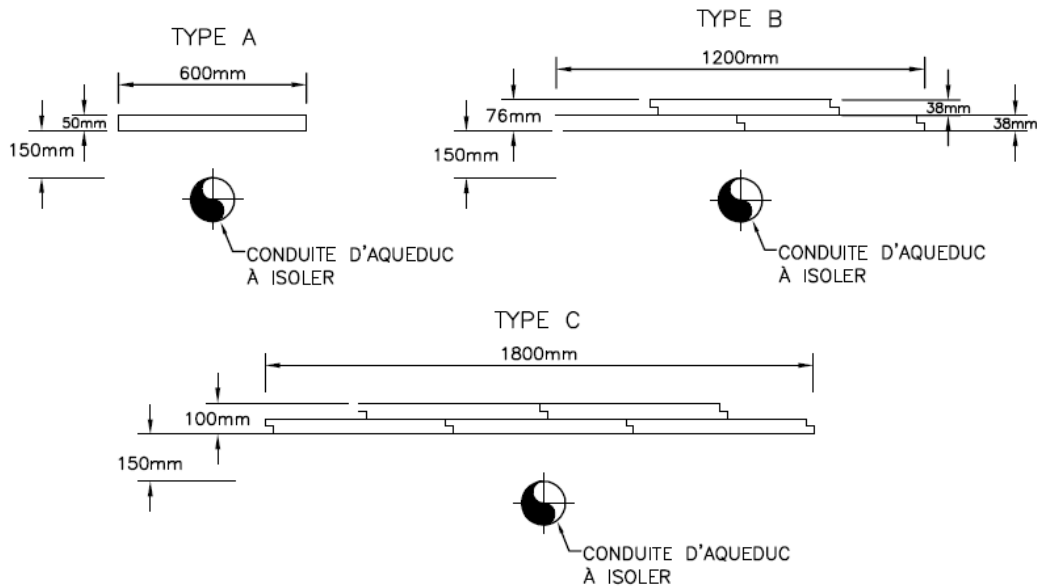 TYPE A
600mm
50mm
150mm
CONDUITE D'AQUEDUC
À ISOLER
TYPE B
1200mm
76mm
38mm
38mm
150mm
CONDUITE D'AQUEDUC
À ISOLER
TYPE C
1800mm
100mm
150mm
CONDUITE D'AQUEDUC
À ISOLER